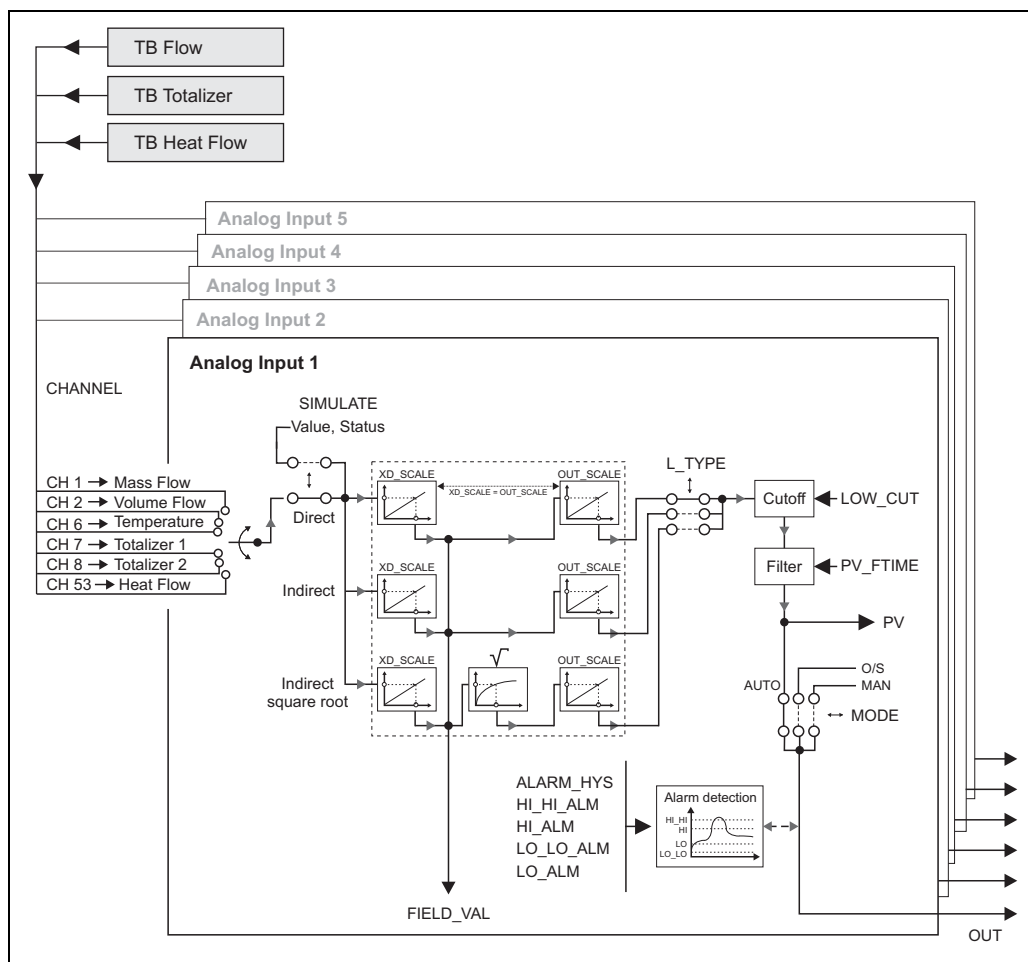 TB Flow
TB Totalizer
TB Heat Flow
Analog Input 5
Analog Input 4
Analog Input 3
Analog Input 2
Analog Input 1
CHANNEL
SIMULATE
Value, Status
Direct
CH 1 → Mass Flow
CH 2 → Volume Flow
CH 6 → Temperature
CH 7 → Totalizer 1
CH 8 → Totalizer 2
CH 53 → Heat Flow
XD_SCALE
XD_SCALE = OUT_SCALE
OUT_SCALE
L_TYPE
Cutoff
LOW_CUT
Filter
PV_FTIME
PV
Indirect
XD_SCALE
OUT_SCALE
Indirect
square root
XD_SCALE
√
OUT_SCALE
O/S
AUTO
MAN
MODE
ALARM_HYS
HI_HI_ALM
HI_ALM
LO_LO_ALM
LO_ALM
Alarm detection
HI_HI
HI
LO
LO_LO
FIELD_VAL
OUT